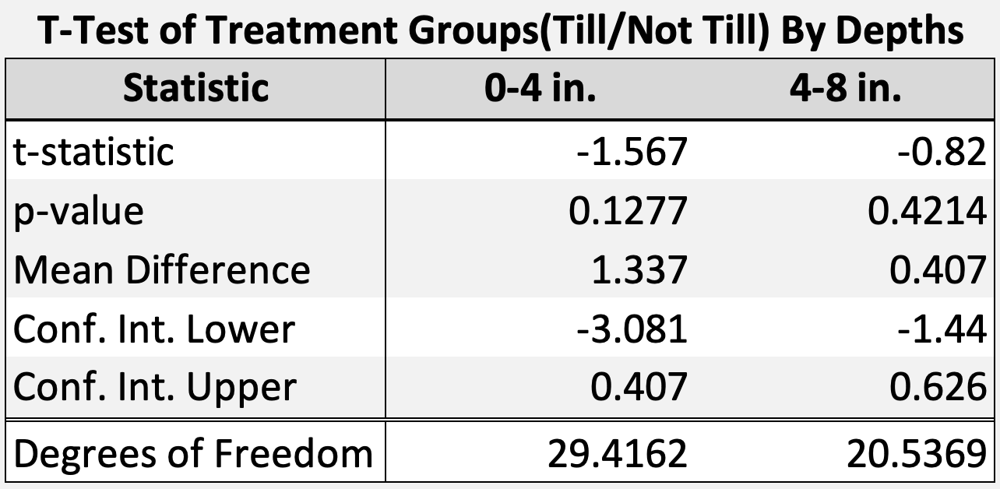 T-Test of Treatment Groups(Till/Not Till) By Depths
Statistic 0-4 in. 4-8 in.
t-statistic -1.567 -0.82
p-value 0.1277 0.4214
Mean Difference 1.337 0.407
Conf. Int. Lower -3.081 -1.44
Conf. Int. Upper 0.407 0.626
Degrees of Freedom 29.4162 20.5369